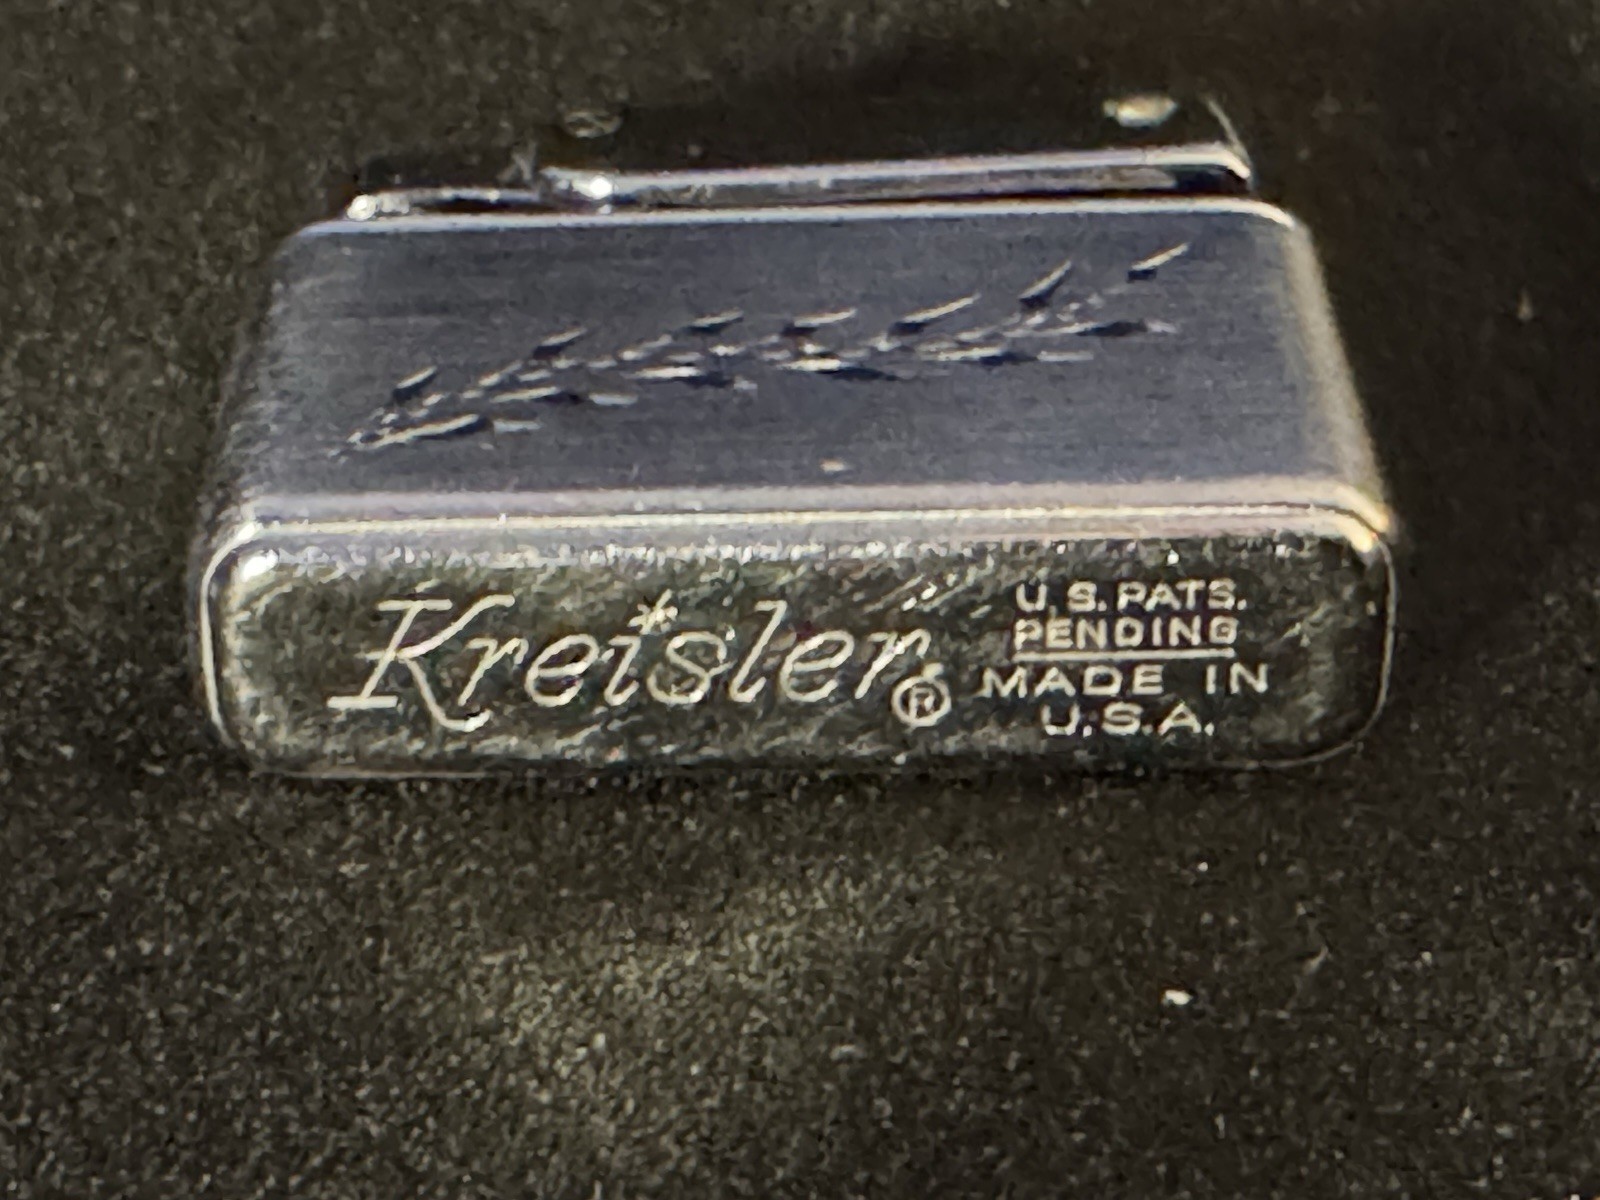 Kreisler®
U.S. PATS.
PENDING
MADE IN
U.S.A.